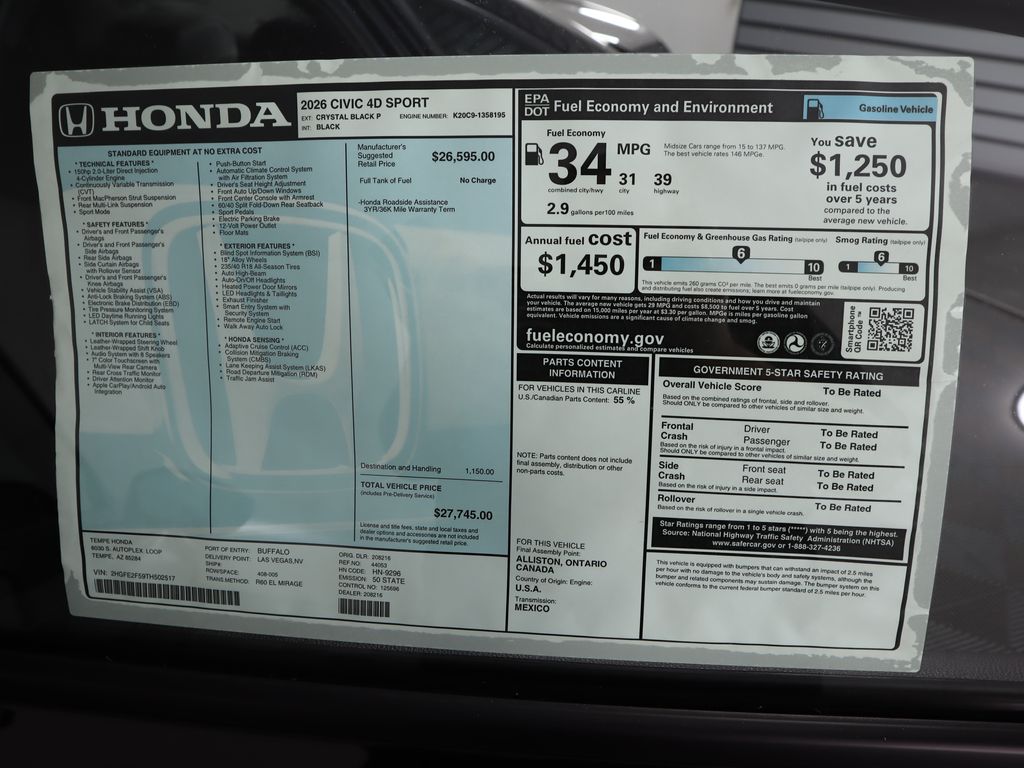 HONDA
2026 CIVIC 4D SPORT
EXT: CRYSTAL BLACK P ENGINE NUMBER: K20C9-1358195
INT: BLACK
STANDARD EQUIPMENT AT NO EXTRA COST
* TECHNICAL FEATURES *
• 150hp 2.0-Liter Direct Injection
4-Cylinder Engine
• Continuously Variable Transmission
(CVT)
• Front MacPherson Strut Suspension
• Rear Multi-Link Suspension
• Sport Mode
* SAFETY FEATURES *
• Driver's and Front Passenger's
Airbags
• Driver's and Front Passenger's
Side Airbags
• Rear Side Airbags
• Side Curtain Airbags
with Rollover Sensor
• Driver's and Front Passenger's
Knee Airbags
• Vehicle Stability Assist (VSA)
• Anti-Lock Braking System (ABS)
• Electronic Brake Distribution (EBD)
• Tire Pressure Monitoring System
• LED Daytime Running Lights
• LATCH System for Child Seats
* INTERIOR FEATURES *
• Leather-Wrapped Steering Wheel
• Leather-Wrapped Shift Knob
• Audio System with 8 Speakers
• 7" Color Touchscreen with
Multi-View Rear Camera
• Rear Cross Traffic Monitor
• Driver Attention Monitor
• Apple CarPlay/Android Auto
Integration
• Push-Button Start
• Automatic Climate Control System
with Air Filtration System
• Driver's Seat Height Adjustment
• Front Auto Up/Down Windows
• Front Center Console with Armrest
• 60/40 Split Fold-Down Rear Seatback
• Sport Pedals
• Electric Parking Brake
• 12-Volt Power Outlet
• Floor Mats
* EXTERIOR FEATURES *
• Blind Spot Information System (BSI)
• 18" Alloy Wheels
• 235/40 R18 All-Season Tires
• Auto High-Beam
• Auto-On/Off Headlights
• Heated Power Door Mirrors
• LED Headlights & Taillights
• Exhaust Finisher
• Smart Entry System with
Security System
• Remote Engine Start
• Walk Away Auto Lock
* HONDA SENSING *
• Adaptive Cruise Control (ACC)
• Collision Mitigation Braking
System (CMBS)
• Lane Keeping Assist System (LKAS)
• Road Departure Mitigation (RDM)
• Traffic Jam Assist
Manufacturer's
Suggested
Retail Price $26,595.00
Full Tank of Fuel No Charge
-Honda Roadside Assistance
3YR/36K Mile Warranty Term
Destination and Handling 1,150.00
TOTAL VEHICLE PRICE
(includes Pre-Delivery Service)
$27,745.00
License and title fees, state and local taxes and
dealer options and accessories are not included
in the manufacturer's suggested retail price.
TEMPE HONDA
8030 S. AUTOPLEX LOOP
TEMPE, AZ 85284
VIN: 2HGFE2F59TH502517
PORT OF ENTRY: BUFFALO
DELIVERY POINT: LAS VEGAS,NV
SHIP#:
ROW/SPACE: 408-005
TRANS.METHOD: R60 EL MIRAGE
ORIG. DLR: 208216
REF.NO: 44053
HN CODE: HN-9296
EMISSION: 50 STATE
CONTROL NO: 125696
DEALER: 208216
EPA
DOT Fuel Economy and Environment
Gasoline Vehicle
Fuel Economy
34 MPG
31 39
combined city/hwy city highway
2.9 gallons per 100 miles
Midsize Cars range from 15 to 137 MPG.
The best vehicle rates 146 MPGe.
You save
$1,250
in fuel costs
over 5 years
compared to the
average new vehicle.
Annual fuel cost
$1,450
Fuel Economy & Greenhouse Gas Rating (tailpipe only)
1 6 10
Best
Smog Rating (tailpipe only)
1 6 10
Best
This vehicle emits 260 grams CO² per mile. The best emits 0 grams per mile (tailpipe only). Producing
and distributing fuel also create emissions; learn more at fueleconomy.gov.
Actual results will vary for many reasons, including driving conditions and how you drive and maintain
your vehicle. The average new vehicle gets 29 MPG and costs $8,500 to fuel over 5 years. Cost
estimates are based on 15,000 miles per year at $3.30 per gallon. MPGe is miles per gasoline gallon
equivalent. Vehicle emissions are a significant cause of climate change and smog.
fueleconomy.gov
Calculate personalized estimates and compare vehicles
Smartphone
QR Code™
PARTS CONTENT
INFORMATION
FOR VEHICLES IN THIS CARLINE
U.S./Canadian Parts Content: 55 %
NOTE: Parts content does not include
final assembly, distribution or other
non-parts costs.
FOR THIS VEHICLE
Final Assembly Point:
ALLISTON, ONTARIO
CANADA
Country of Origin: Engine:
U.S.A.
Transmission:
MEXICO
GOVERNMENT 5-STAR SAFETY RATING
Overall Vehicle Score To Be Rated
Based on the combined ratings of frontal, side and rollover.
Should ONLY be compared to other vehicles of similar size and weight.
Frontal Driver To Be Rated
Crash Passenger To Be Rated
Based on the risk of injury in a frontal impact.
Should ONLY be compared to other vehicles of similar size and weight.
Side Front seat To Be Rated
Crash Rear seat To Be Rated
Based on the risk of injury in a side impact.
Rollover To Be Rated
Based on the risk of rollover in a single vehicle crash.
Star Ratings range from 1 to 5 stars (*****) with 5 being the highest.
Source: National Highway Traffic Safety Administration (NHTSA)
www.safercar.gov or 1-888-327-4236
This vehicle is equipped with bumpers that can withstand an impact of 2.5 miles
per hour with no damage to the vehicle's body and safety systems, although the
bumper and related components may sustain damage. The bumper system on this
vehicle conforms to the current federal bumper standard of 2.5 miles per hour.